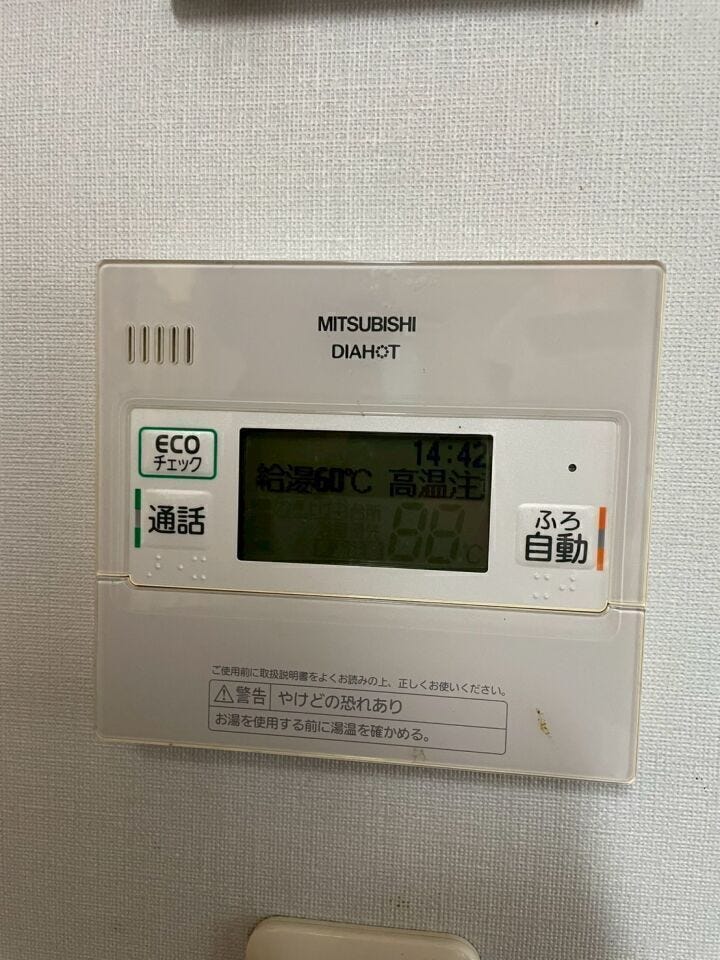 MITSUBISHI
DIAHOT
ECO
チェック
通話
14:42
給湯60℃ 高温注
ふろ
自動
ご使用前に取扱説明書をよくお読みの上、正しくお使いください。
警告 やけどの恐れあり
お湯を使用する前に湯温を確かめる。